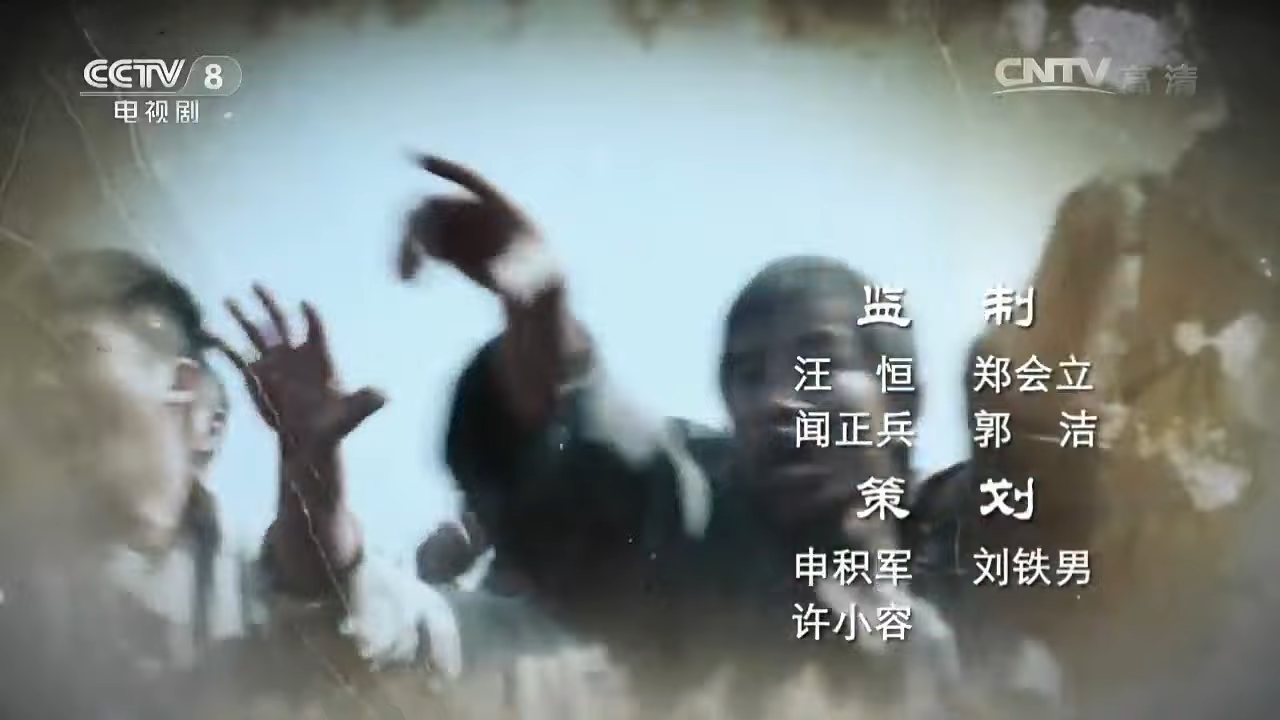 CCTV 8
电视剧
CNTV 高清
监 制
汪 恒 郑会立
闻正兵 郭 洁
策 划
申积军 刘铁男
许小容